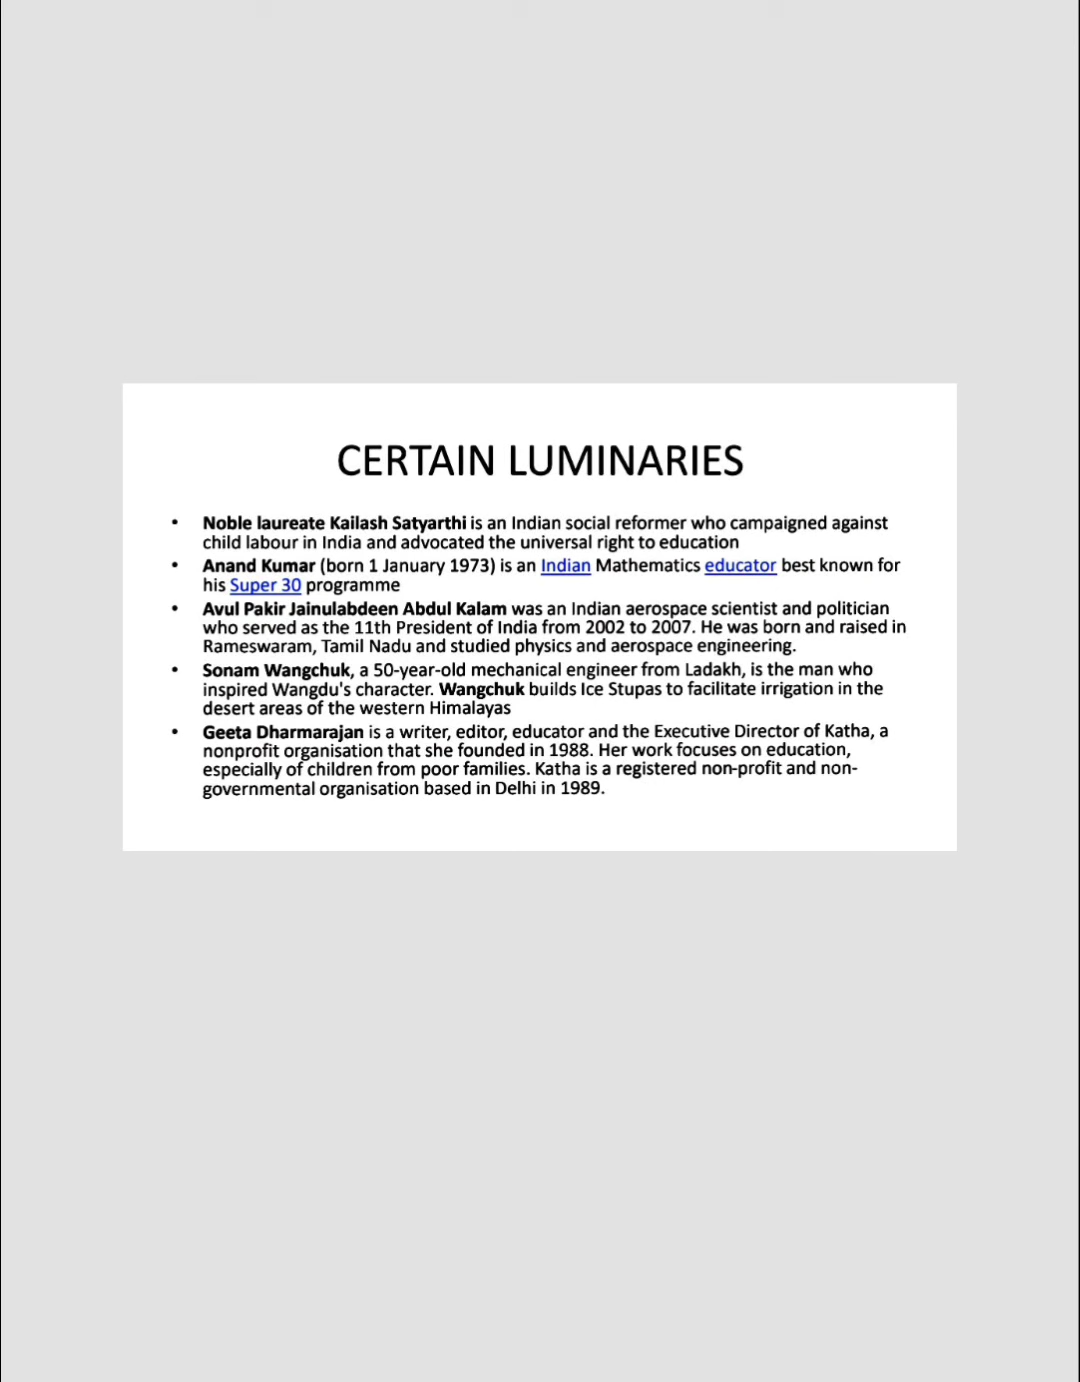 CERTAIN LUMINARIES
• Noble laureate Kailash Satyarthi is an Indian social reformer who campaigned against
child labour in India and advocated the universal right to education
• Anand Kumar (born 1 January 1973) is an Indian Mathematics educator best known for
his Super 30 programme
• Avul Pakir Jainulabdeen Abdul Kalam was an Indian aerospace scientist and politician
who served as the 11th President of India from 2002 to 2007. He was born and raised in
Rameswaram, Tamil Nadu and studied physics and aerospace engineering.
• Sonam Wangchuk, a 50-year-old mechanical engineer from Ladakh, is the man who
inspired Wangdu's character. Wangchuk builds Ice Stupas to facilitate irrigation in the
desert areas of the western Himalayas
• Geeta Dharmarajan is a writer, editor, educator and the Executive Director of Katha, a
nonprofit organisation that she founded in 1988. Her work focuses on education,
especially of children from poor families. Katha is a registered non-profit and non-
governmental organisation based in Delhi in 1989.